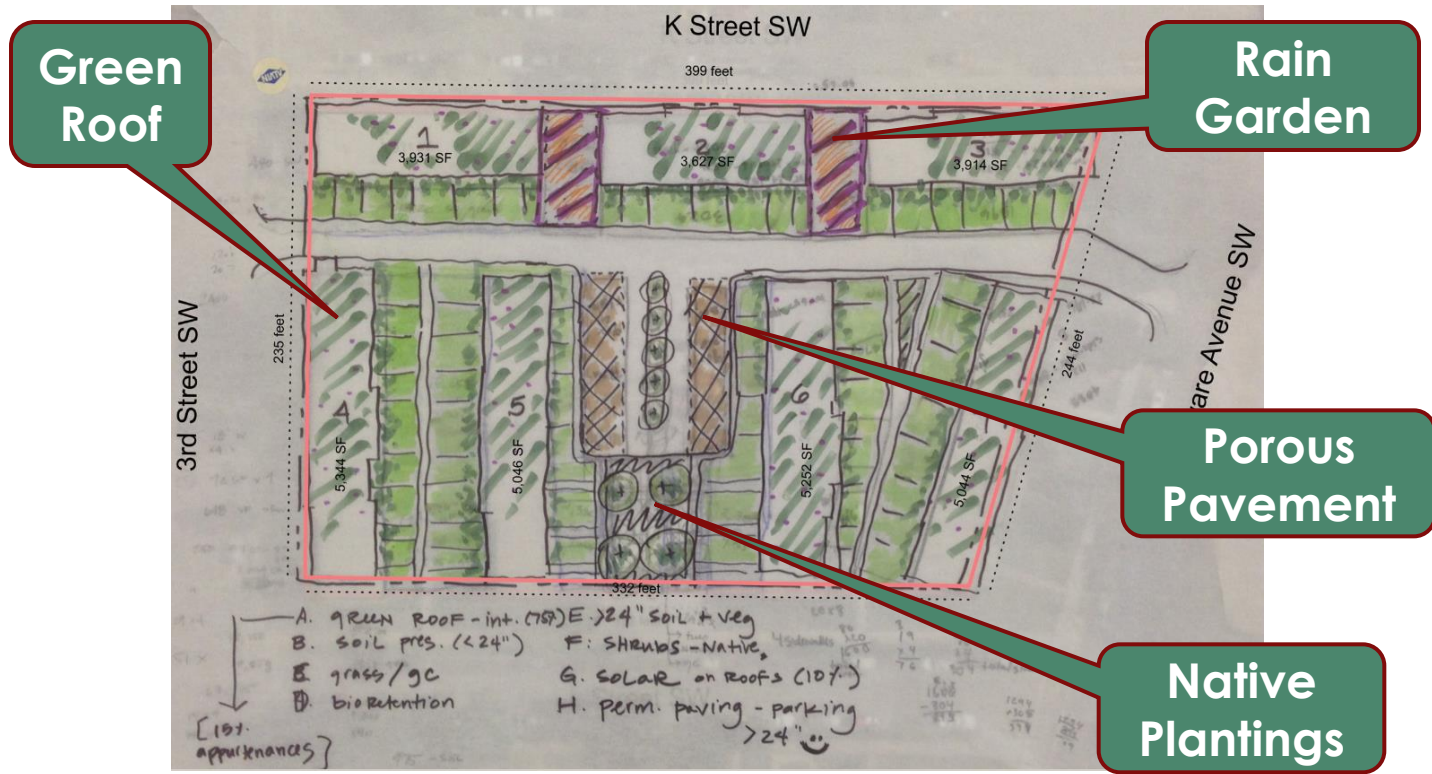 K Street SW
399 feet
Green
Roof
Rain
Garden
1
3,931 SF
2
3,627 SF
3
3,914 SF
3rd Street SW
235 feet
244 feet
are Avenue SW
4
5,344 SF
5
5,046 SF
6
5,252 SF
5,044 SF
Porous
Pavement
332 feet
Native
Plantings
A. green Roof - int. (75%) E. >24" soil + veg
B. soil pres. (<24") F: SHRubs - Native
grass/gc G. SOLAR on Roofs (10%)
D. bioRetention H. perm. paving - parking
>24"
[15%.
appurtenances]